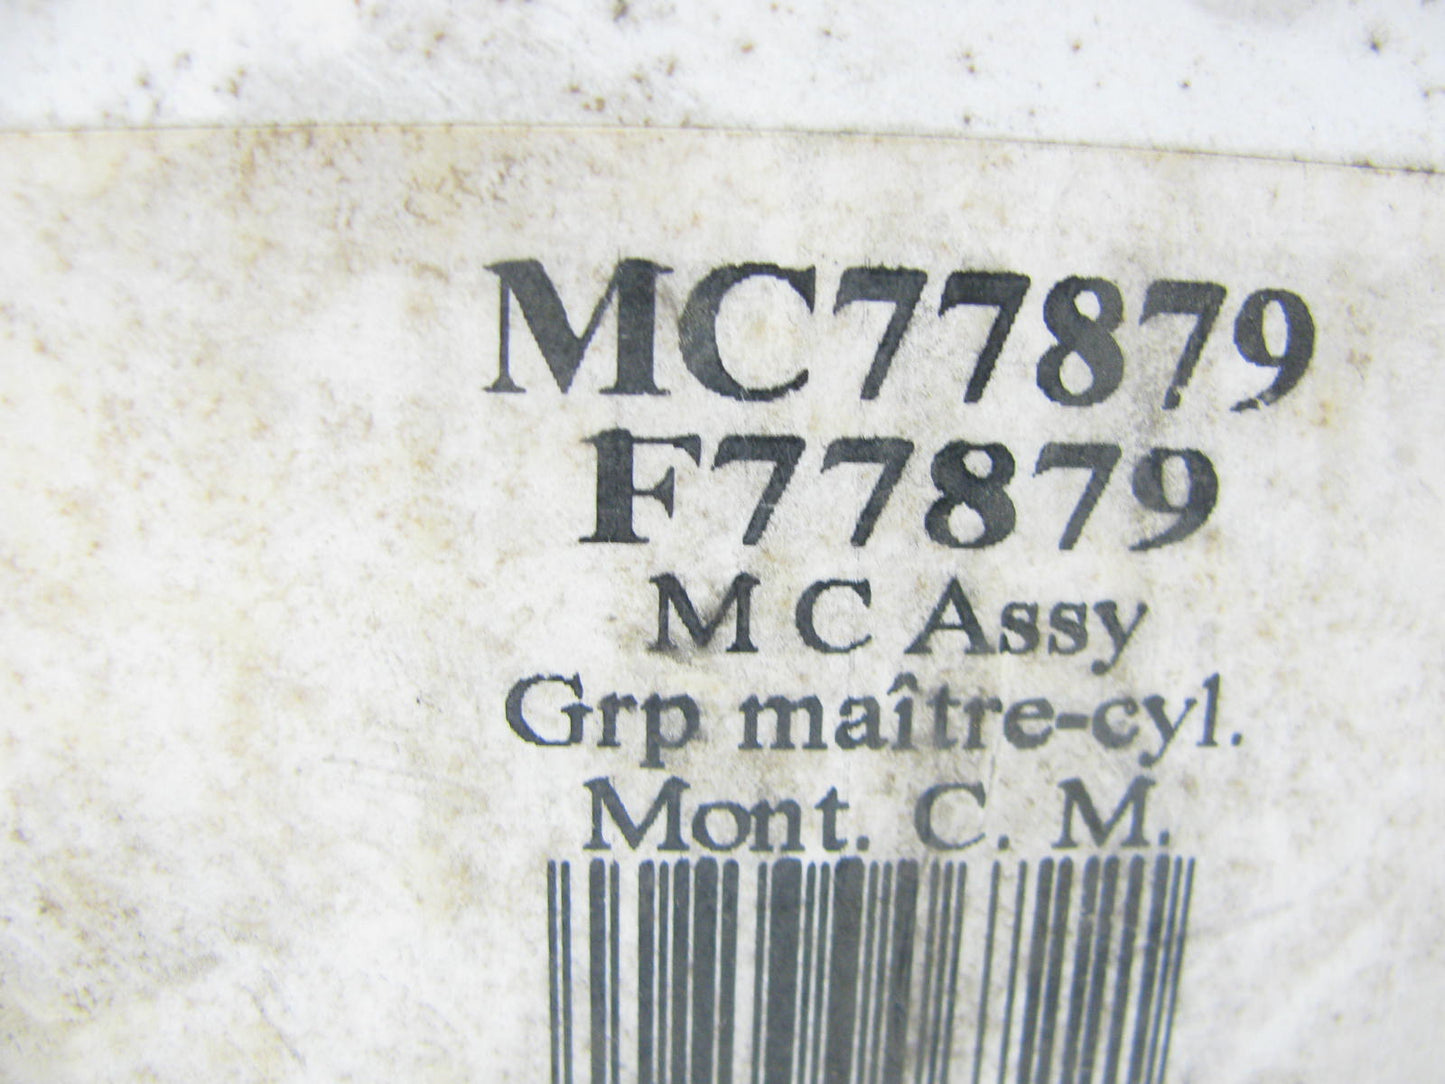 MC77879
F77879
M C Assy
Grp maître-cyl.
Mont. C. M.